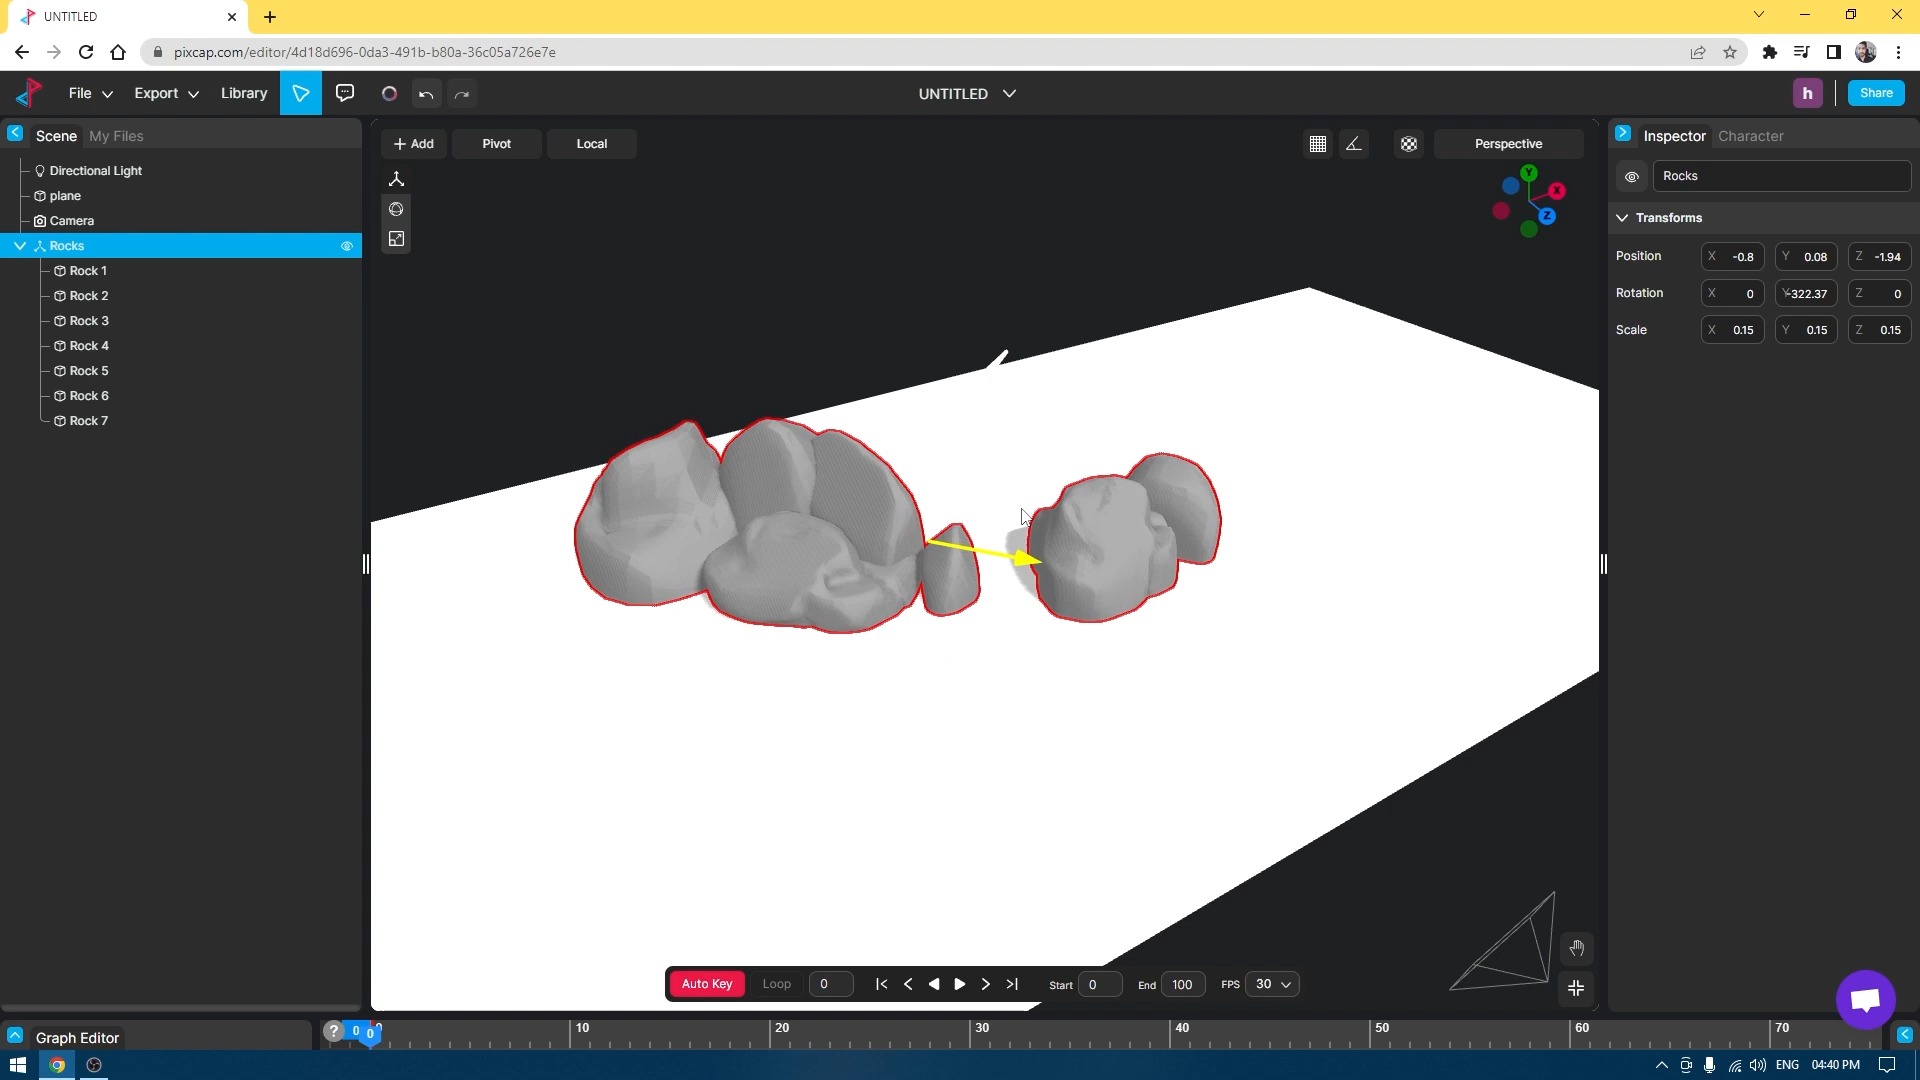 UNTITLED
pixcap.com/editor/4d18d696-0da3-491b-b80a-36c05a726e7e
File Export Library UNTITLED h Share
Scene My Files
+ Add Pivot Local Perspective
Inspector Character
Directional Light
plane
Camera
Rocks
Rock 1
Rock 2
Rock 3
Rock 4
Rock 5
Rock 6
Rock 7
Y
X
Z
Rocks
Transforms
Position X -0.8 Y 0.08 Z -1.94
Rotation X 0 Y -322.37 Z 0
Scale X 0.15 Y 0.15 Z 0.15
Auto Key Loop 0 Start 0 End 100 FPS 30
Graph Editor ? 0 0 10 20 30 40 50 60 70
ENG 04:40 PM